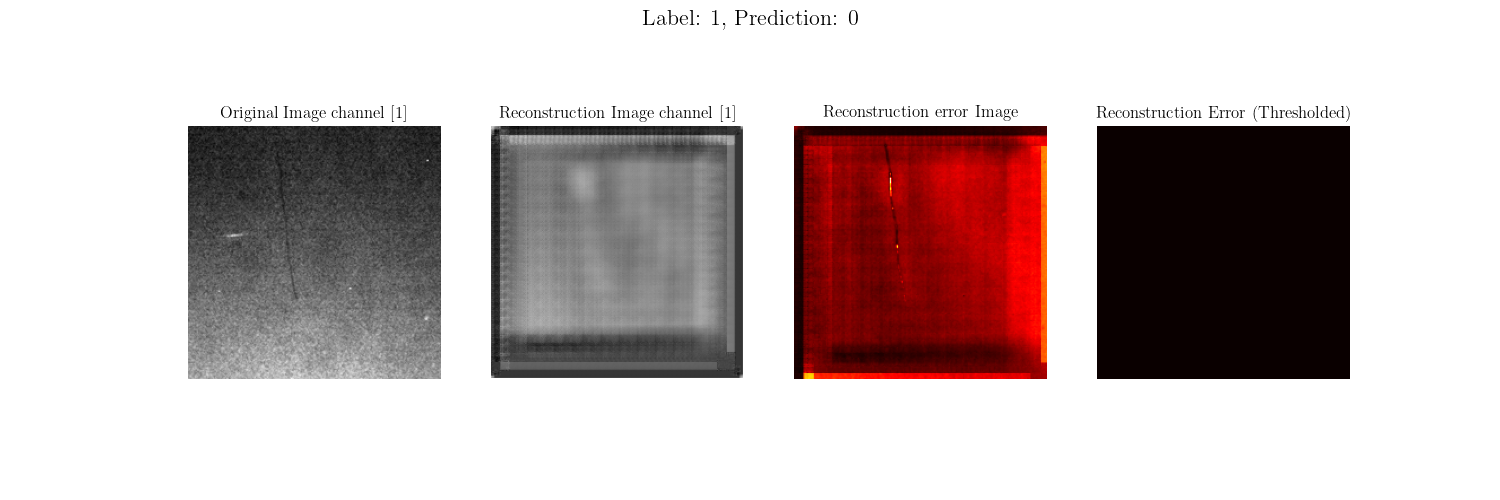 Label: 1, Prediction: 0
Original Image channel [1]
Reconstruction Image channel [1]
Reconstruction error Image
Reconstruction Error (Thresholded)